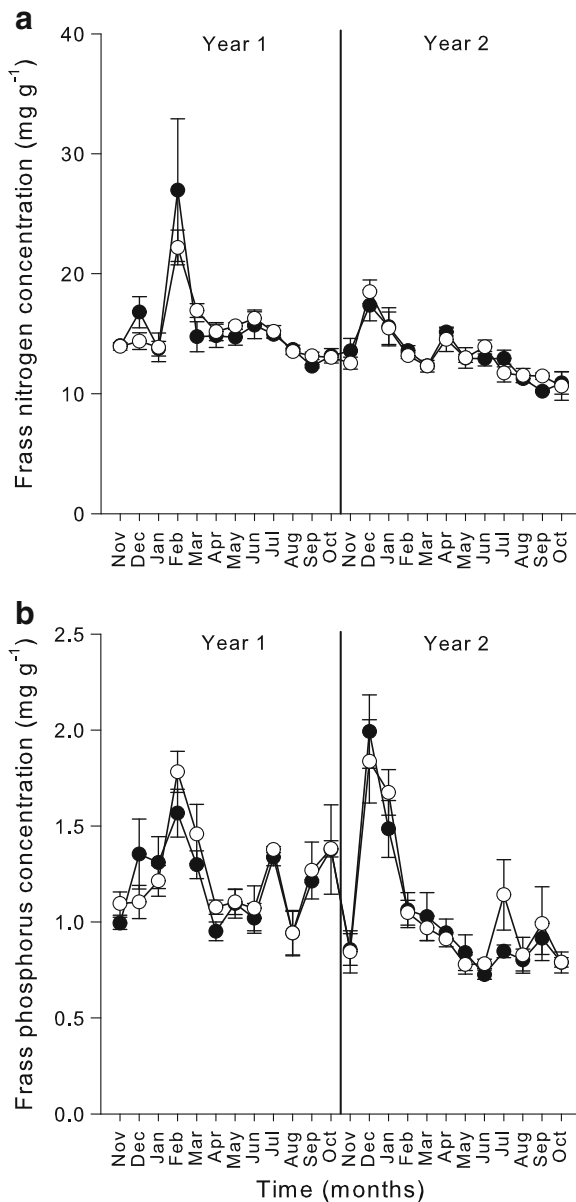 a
Year 1 Year 2
Frass nitrogen concentration (mg g⁻¹)
40
30
20
10
0
Nov Dec Jan Feb Mar Apr May Jun Jul Aug Sep Oct Nov Dec Jan Feb Mar Apr May Jun Jul Aug Sep Oct
b
Year 1 Year 2
Frass phosphorus concentration (mg g⁻¹)
2.5
2.0
1.5
1.0
0.5
0.0
Nov Dec Jan Feb Mar Apr May Jun Jul Aug Sep Oct Nov Dec Jan Feb Mar Apr May Jun Jul Aug Sep Oct
Time (months)